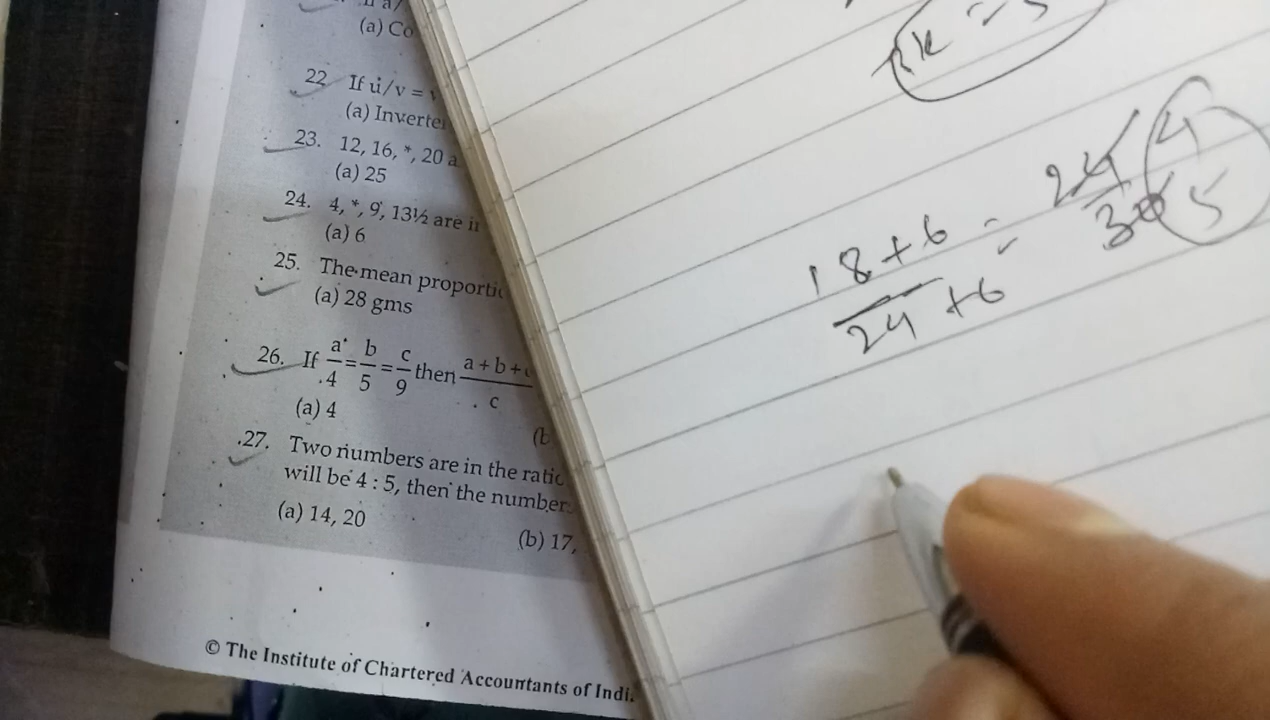 (a) Co
22. If u/v =
(a) Inverte
23. 12, 16, *, 20 a
(a) 25
24. 4, *, 9, 13½ are in
(a) 6
25. The mean proportio
(a) 28 gms
26. If a/4 = b/5 = c/9 then a + b + c / c
(a) 4
(b
27. Two numbers are in the ratio
will be 4 : 5, then the number
(a) 14, 20
(b) 17,
© The Institute of Chartered Accountants of Indi
18 + 6 = 24 4
24 + 6 30 5